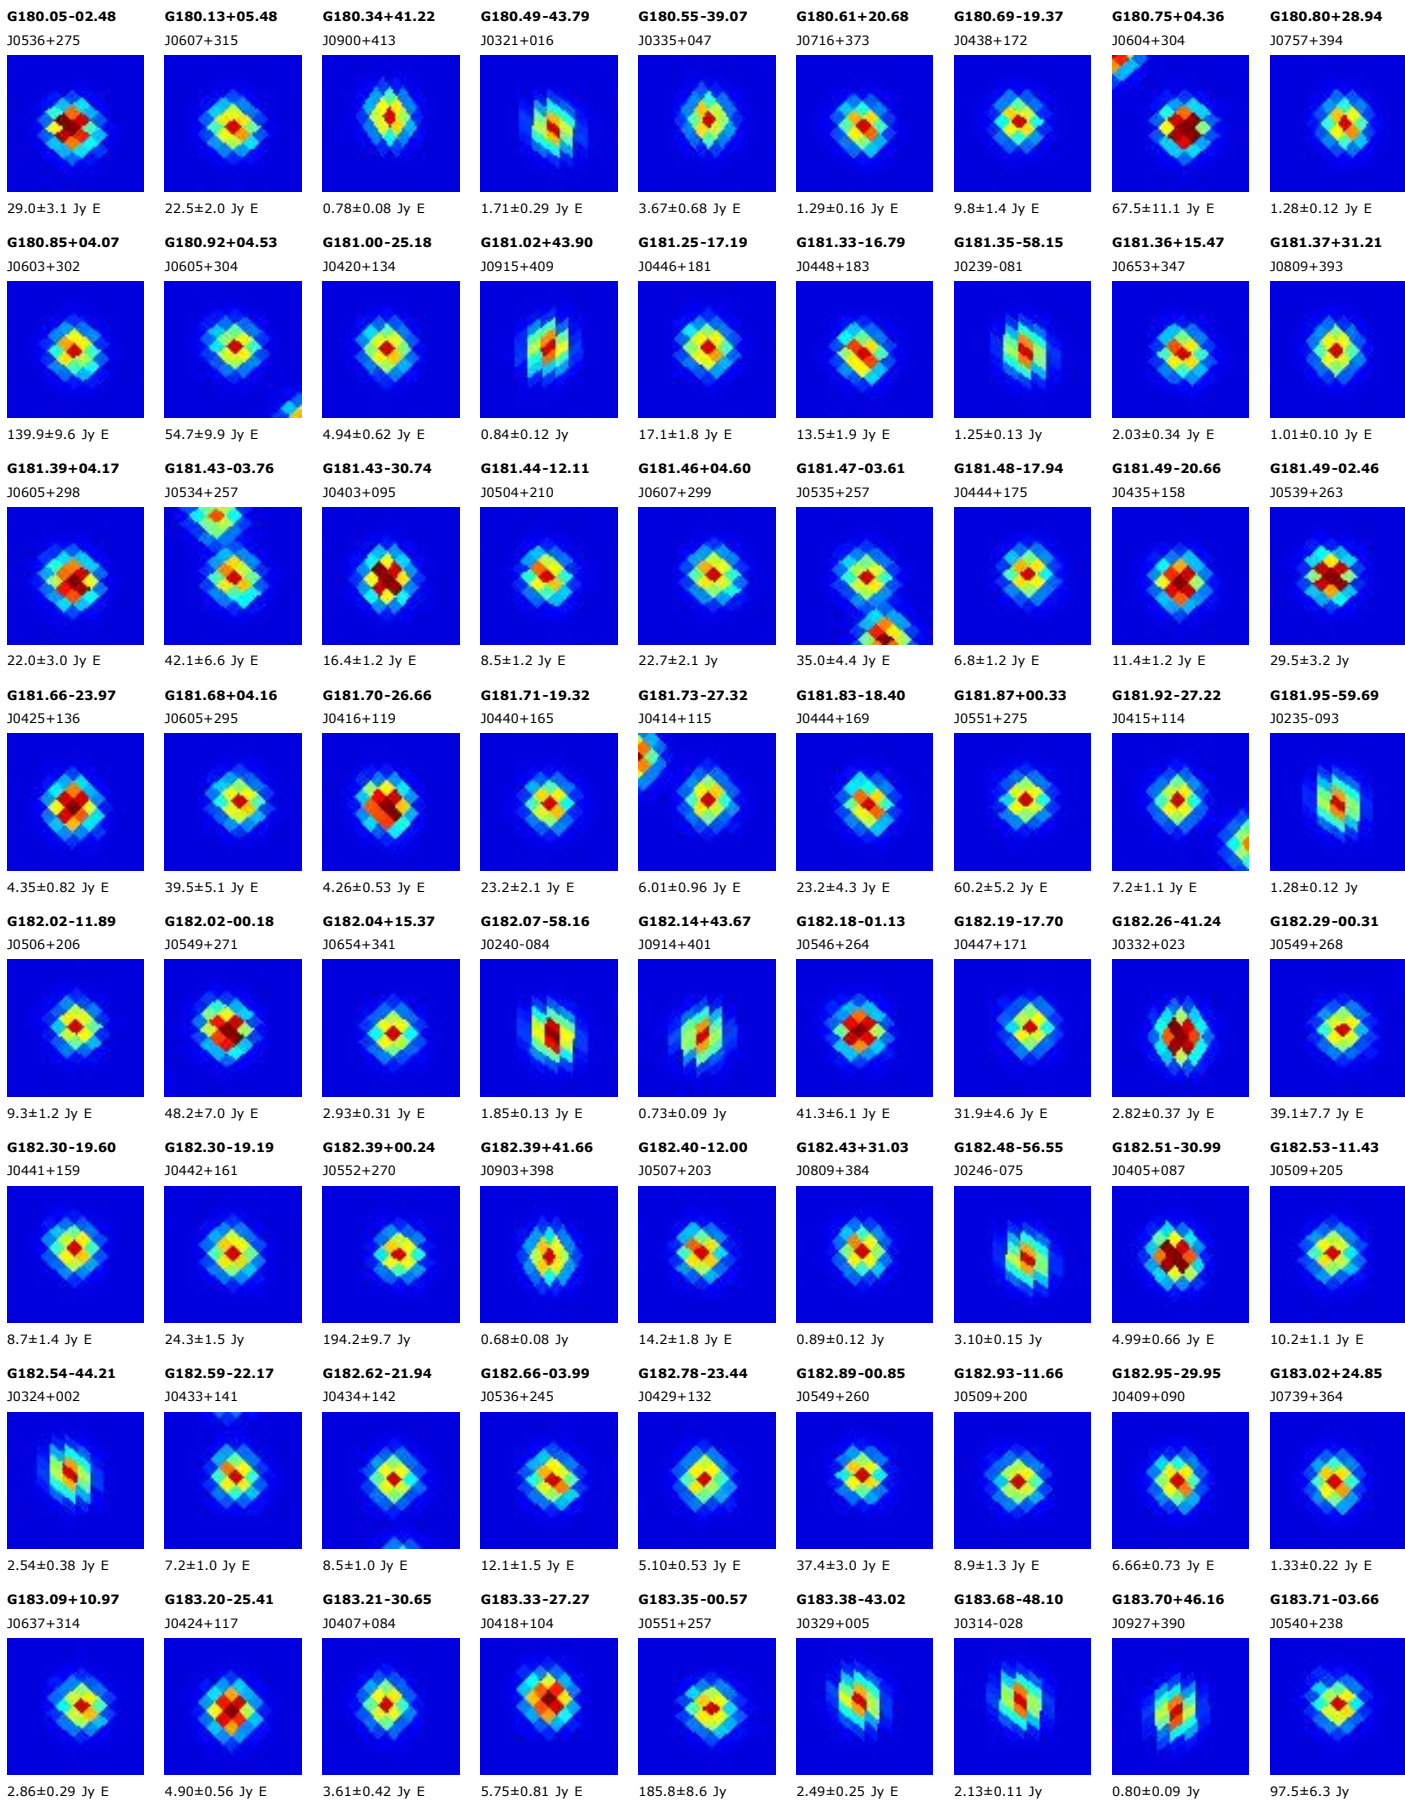 G180.05-02.48 G180.13+05.48 G180.34+41.22 G180.49-43.79 G180.55-39.07 G180.61+20.68 G180.69-19.37 G180.75+04.36 G180.80+28.94
J0536+275 J0607+315 J0900+413 J0321+016 J0335+047 J0716+373 J0438+172 J0604+304 J0757+394
29.0±3.1 Jy E 22.5±2.0 Jy E 0.78±0.08 Jy E 1.71±0.29 Jy E 3.67±0.68 Jy E 1.29±0.16 Jy E 9.8±1.4 Jy E 67.5±11.1 Jy E 1.28±0.12 Jy E
G180.85+04.07 G180.92+04.53 G181.00-25.18 G181.02+43.90 G181.25-17.19 G181.33-16.79 G181.35-58.15 G181.36+15.47 G181.37+31.21
J0603+302 J0605+304 J0420+134 J0915+409 J0446+181 J0448+183 J0239-081 J0653+347 J0809+393
139.9±9.6 Jy E 54.7±9.9 Jy E 4.94±0.62 Jy E 0.84±0.12 Jy 17.1±1.8 Jy E 13.5±1.9 Jy E 1.25±0.13 Jy 2.03±0.34 Jy E 1.01±0.10 Jy E
G181.39+04.17 G181.43-03.76 G181.43-30.74 G181.44-12.11 G181.46+04.60 G181.47-03.61 G181.48-17.94 G181.49-20.66 G181.49-02.46
J0605+298 J0534+257 J0403+095 J0504+210 J0607+299 J0535+257 J0444+175 J0435+158 J0539+263
22.0±3.0 Jy E 42.1±6.6 Jy E 16.4±1.2 Jy E 8.5±1.2 Jy E 22.7±2.1 Jy 35.0±4.4 Jy E 6.8±1.2 Jy E 11.4±1.2 Jy E 29.5±3.2 Jy
G181.66-23.97 G181.68+04.16 G181.70-26.66 G181.71-19.32 G181.73-27.32 G181.83-18.40 G181.87+00.33 G181.92-27.22 G181.95-59.69
J0425+136 J0605+295 J0416+119 J0440+165 J0414+115 J0444+169 J0551+275 J0415+114 J0235-093
4.35±0.82 Jy E 39.5±5.1 Jy E 4.26±0.53 Jy E 23.2±2.1 Jy E 6.01±0.96 Jy E 23.2±4.3 Jy E 60.2±5.2 Jy E 7.2±1.1 Jy E 1.28±0.12 Jy
G182.02-11.89 G182.02-00.18 G182.04+15.37 G182.07-58.16 G182.14+43.67 G182.18-01.13 G182.19-17.70 G182.26-41.24 G182.29-00.31
J0506+206 J0549+271 J0654+341 J0240-084 J0914+401 J0546+264 J0447+171 J0332+023 J0549+268
9.3±1.2 Jy E 48.2±7.0 Jy E 2.93±0.31 Jy E 1.85±0.13 Jy E 0.73±0.09 Jy 41.3±6.1 Jy E 31.9±4.6 Jy E 2.82±0.37 Jy E 39.1±7.7 Jy E
G182.30-19.60 G182.30-19.19 G182.39+00.24 G182.39+41.66 G182.40-12.00 G182.43+31.03 G182.48-56.55 G182.51-30.99 G182.53-11.43
J0441+159 J0442+161 J0552+270 J0903+398 J0507+203 J0809+384 J0246-075 J0405+087 J0509+205
8.7±1.4 Jy E 24.3±1.5 Jy 194.2±9.7 Jy 0.68±0.08 Jy 14.2±1.8 Jy E 0.89±0.12 Jy 3.10±0.15 Jy 4.99±0.66 Jy E 10.2±1.1 Jy E
G182.54-44.21 G182.59-22.17 G182.62-21.94 G182.66-03.99 G182.78-23.44 G182.89-00.85 G182.93-11.66 G182.95-29.95 G183.02+24.85
J0324+002 J0433+141 J0434+142 J0536+245 J0429+132 J0549+260 J0509+200 J0409+090 J0739+364
2.54±0.38 Jy E 7.2±1.0 Jy E 8.5±1.0 Jy E 12.1±1.5 Jy E 5.10±0.53 Jy E 37.4±3.0 Jy E 8.9±1.3 Jy E 6.66±0.73 Jy E 1.33±0.22 Jy E
G183.09+10.97 G183.20-25.41 G183.21-30.65 G183.33-27.27 G183.35-00.57 G183.38-43.02 G183.68-48.10 G183.70+46.16 G183.71-03.66
J0637+314 J0424+117 J0407+084 J0418+104 J0551+257 J0329+005 J0314-028 J0927+390 J0540+238
2.86±0.29 Jy E 4.90±0.56 Jy E 3.61±0.42 Jy E 5.75±0.81 Jy E 185.8±8.6 Jy 2.49±0.25 Jy E 2.13±0.11 Jy 0.80±0.09 Jy 97.5±6.3 Jy